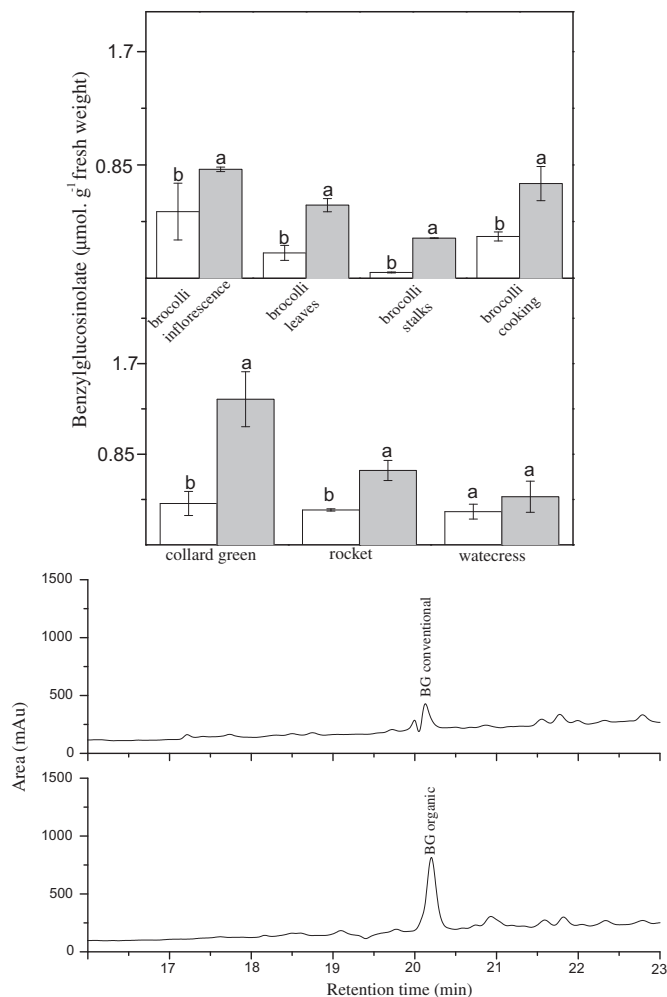 Benzylglucosinolate (µmol. g⁻¹ fresh weight)
1.7
0.85
b a
b a
b a
b a
brocolli
inflorescence
brocolli
leaves
brocolli
stalks
brocolli
cooking
1.7
0.85
b a
b a
a a
collard green
rocket
watecress
Area (mAu)
1500
1000
500
0
BG conventional
1500
1000
500
0
BG organic
17 18 19 20 21 22 23
Retention time (min)